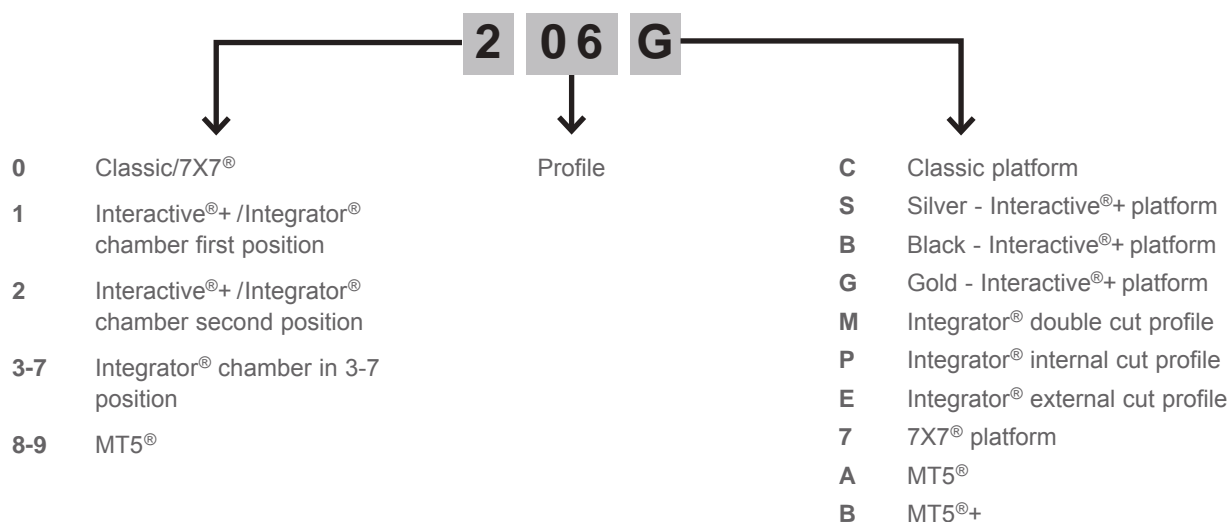 2 06 G
0 Classic/7X7®
1 Interactive®+ /Integrator®
chamber first position
2 Interactive®+ /Integrator®
chamber second position
3-7 Integrator® chamber in 3-7
position
8-9 MT5®
Profile
C Classic platform
S Silver - Interactive®+ platform
B Black - Interactive®+ platform
G Gold - Interactive®+ platform
M Integrator® double cut profile
P Integrator® internal cut profile
E Integrator® external cut profile
7 7X7® platform
A MT5®
B MT5®+